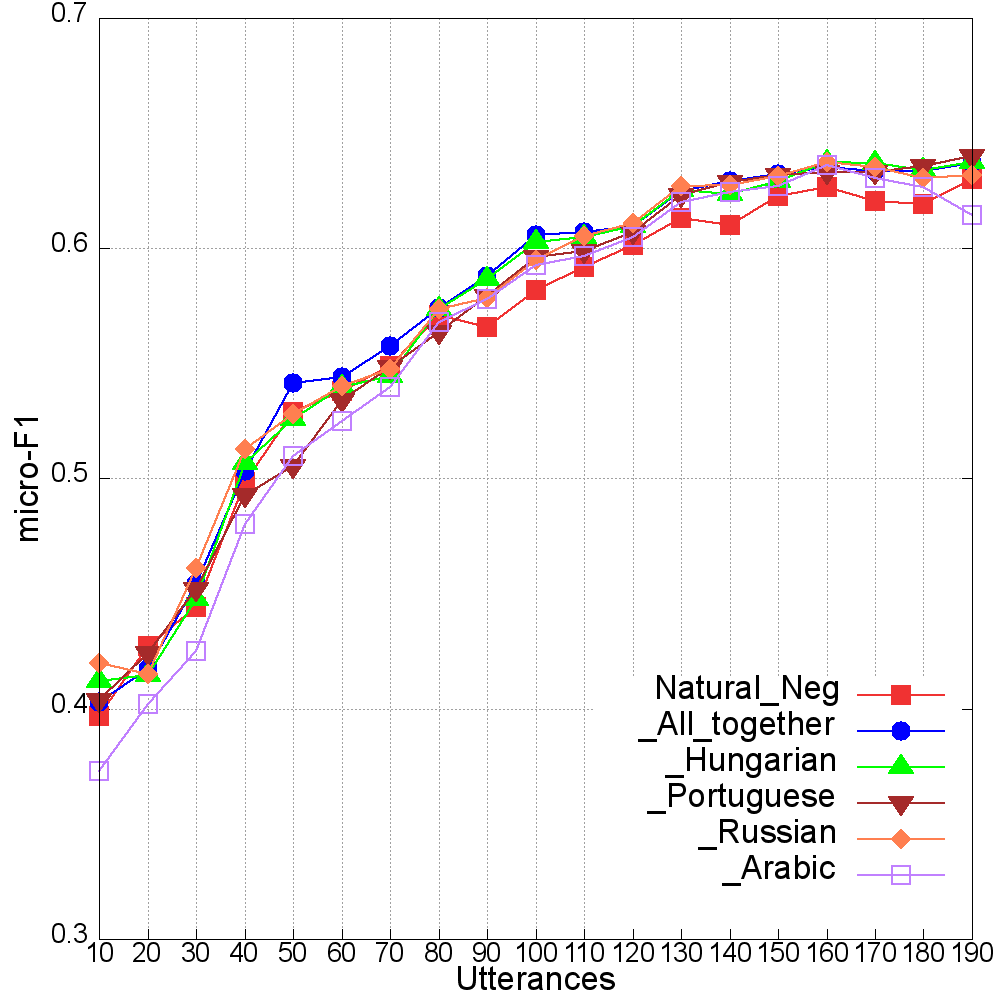 0.7
0.6
0.5
0.4
0.3
micro-F1
Natural_Neg
_All_together
_Hungarian
_Portuguese
_Russian
_Arabic
10 20 30 40 50 60 70 80 90 100 110 120 130 140 150 160 170 180 190
Utterances